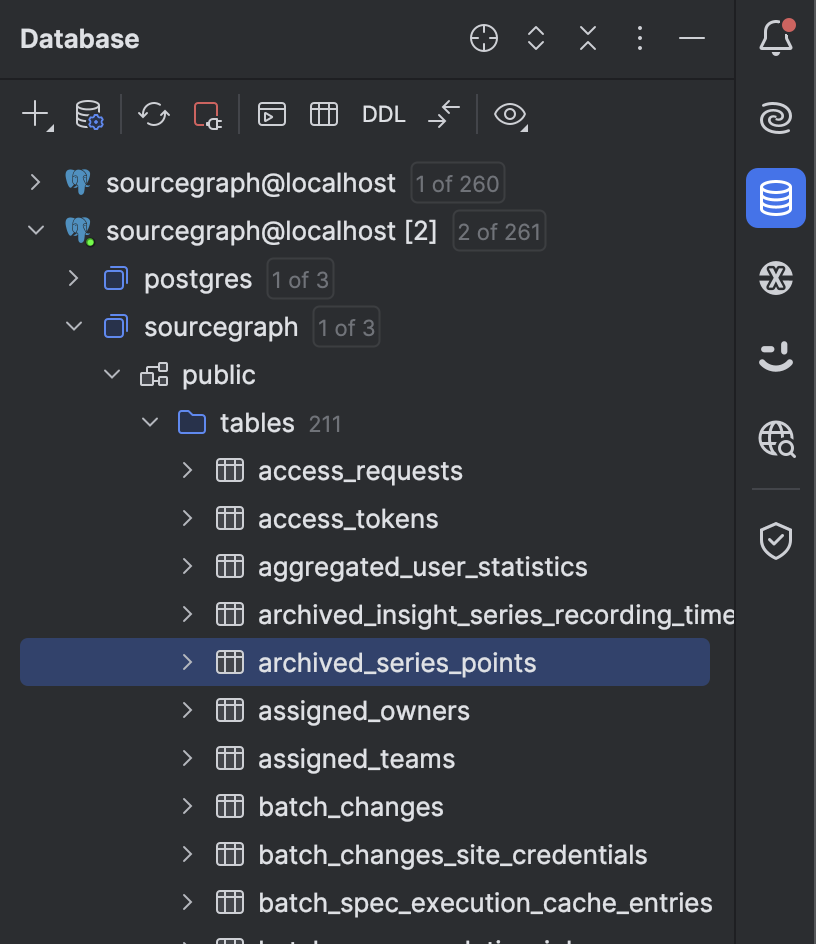 Database
DDL
sourcegraph@localhost 1 of 260
sourcegraph@localhost [2] 2 of 261
postgres 1 of 3
sourcegraph 1 of 3
public
tables 211
access_requests
access_tokens
aggregated_user_statistics
archived_insight_series_recording_time
archived_series_points
assigned_owners
assigned_teams
batch_changes
batch_changes_site_credentials
batch_spec_execution_cache_entries